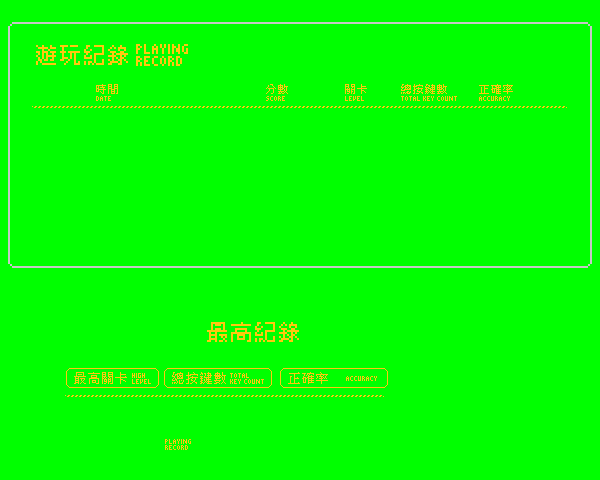 遊玩紀錄 PLAYING RECORD
時間 分數 關卡 總按鍵數 正確率
DATE SCORE LEVEL TOTAL KEY COUNT ACCURACY
最高紀錄
最高關卡 HIGH LEVEL 總按鍵數 TOTAL KEY COUNT 正確率 ACCURACY
PLAYING
RECORD